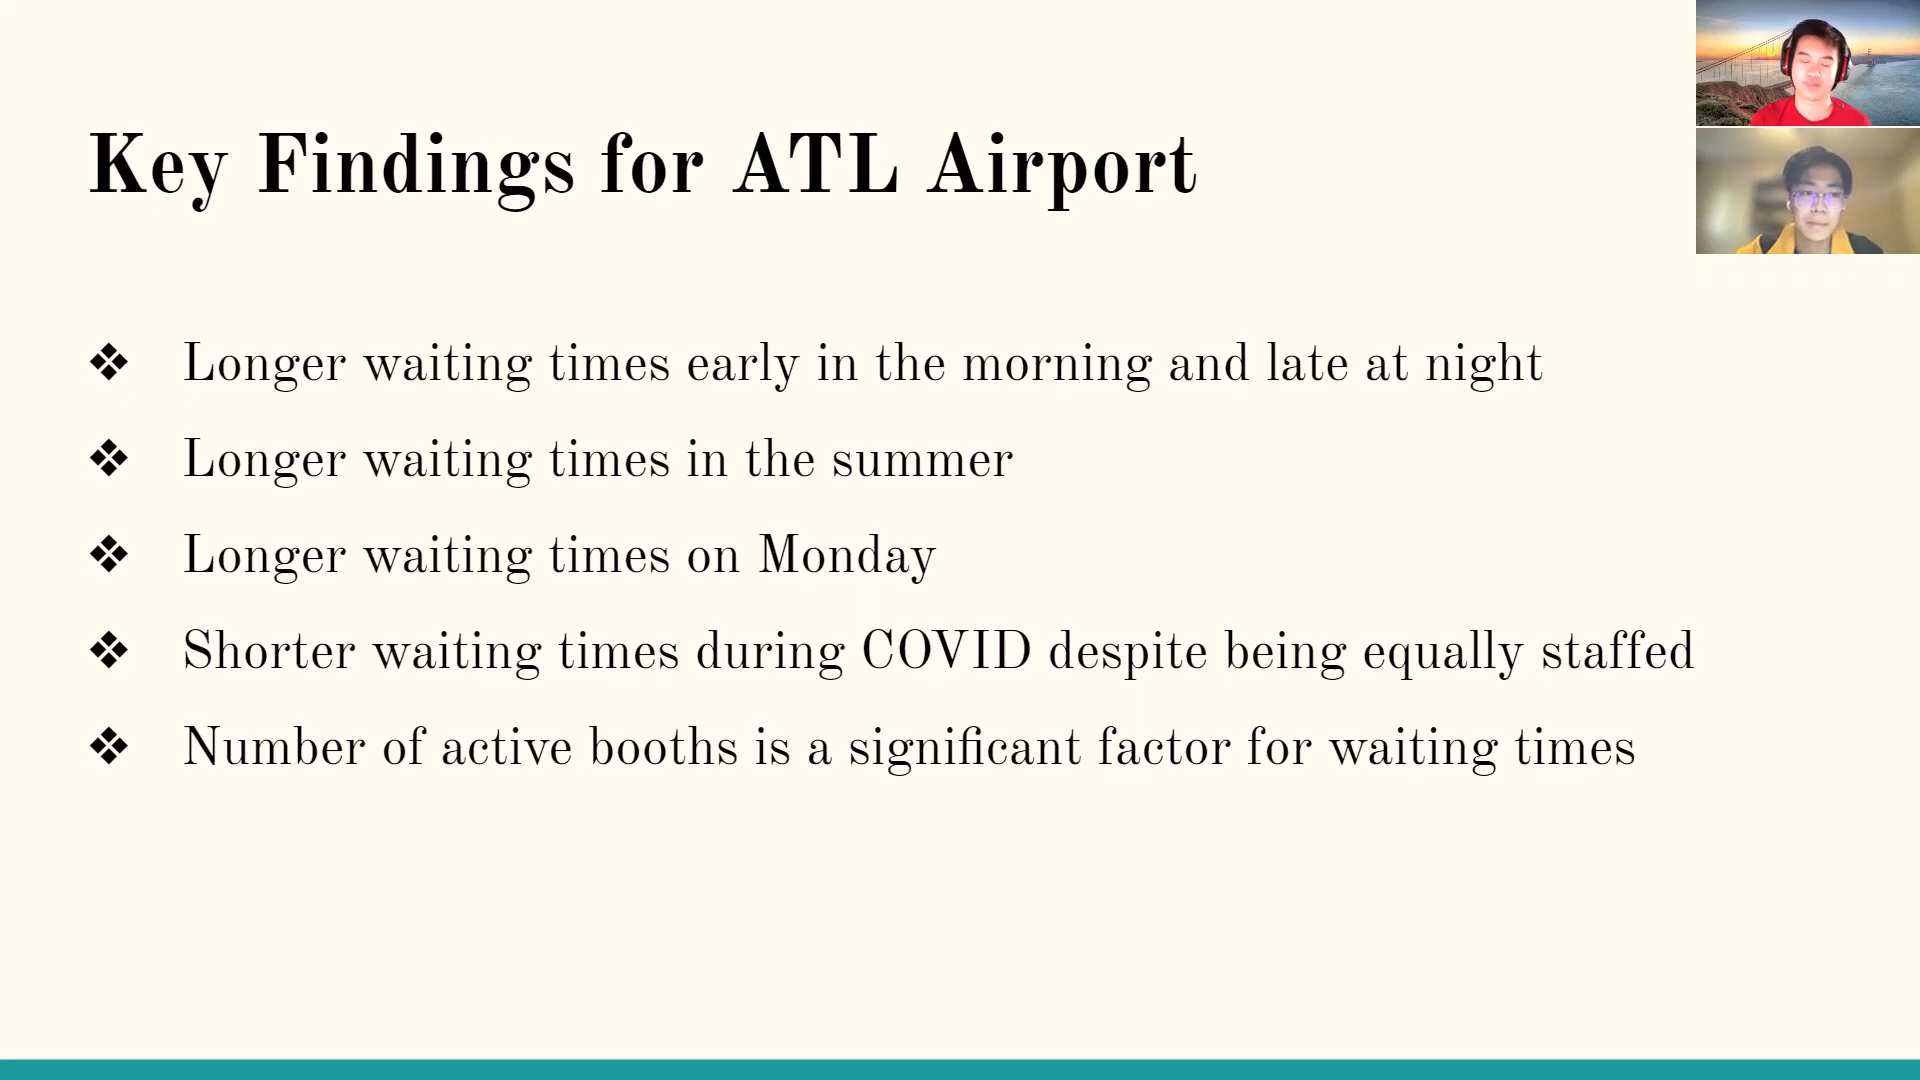 Key Findings for ATL Airport
❖ Longer waiting times early in the morning and late at night
❖ Longer waiting times in the summer
❖ Longer waiting times on Monday
❖ Shorter waiting times during COVID despite being equally staffed
❖ Number of active booths is a significant factor for waiting times